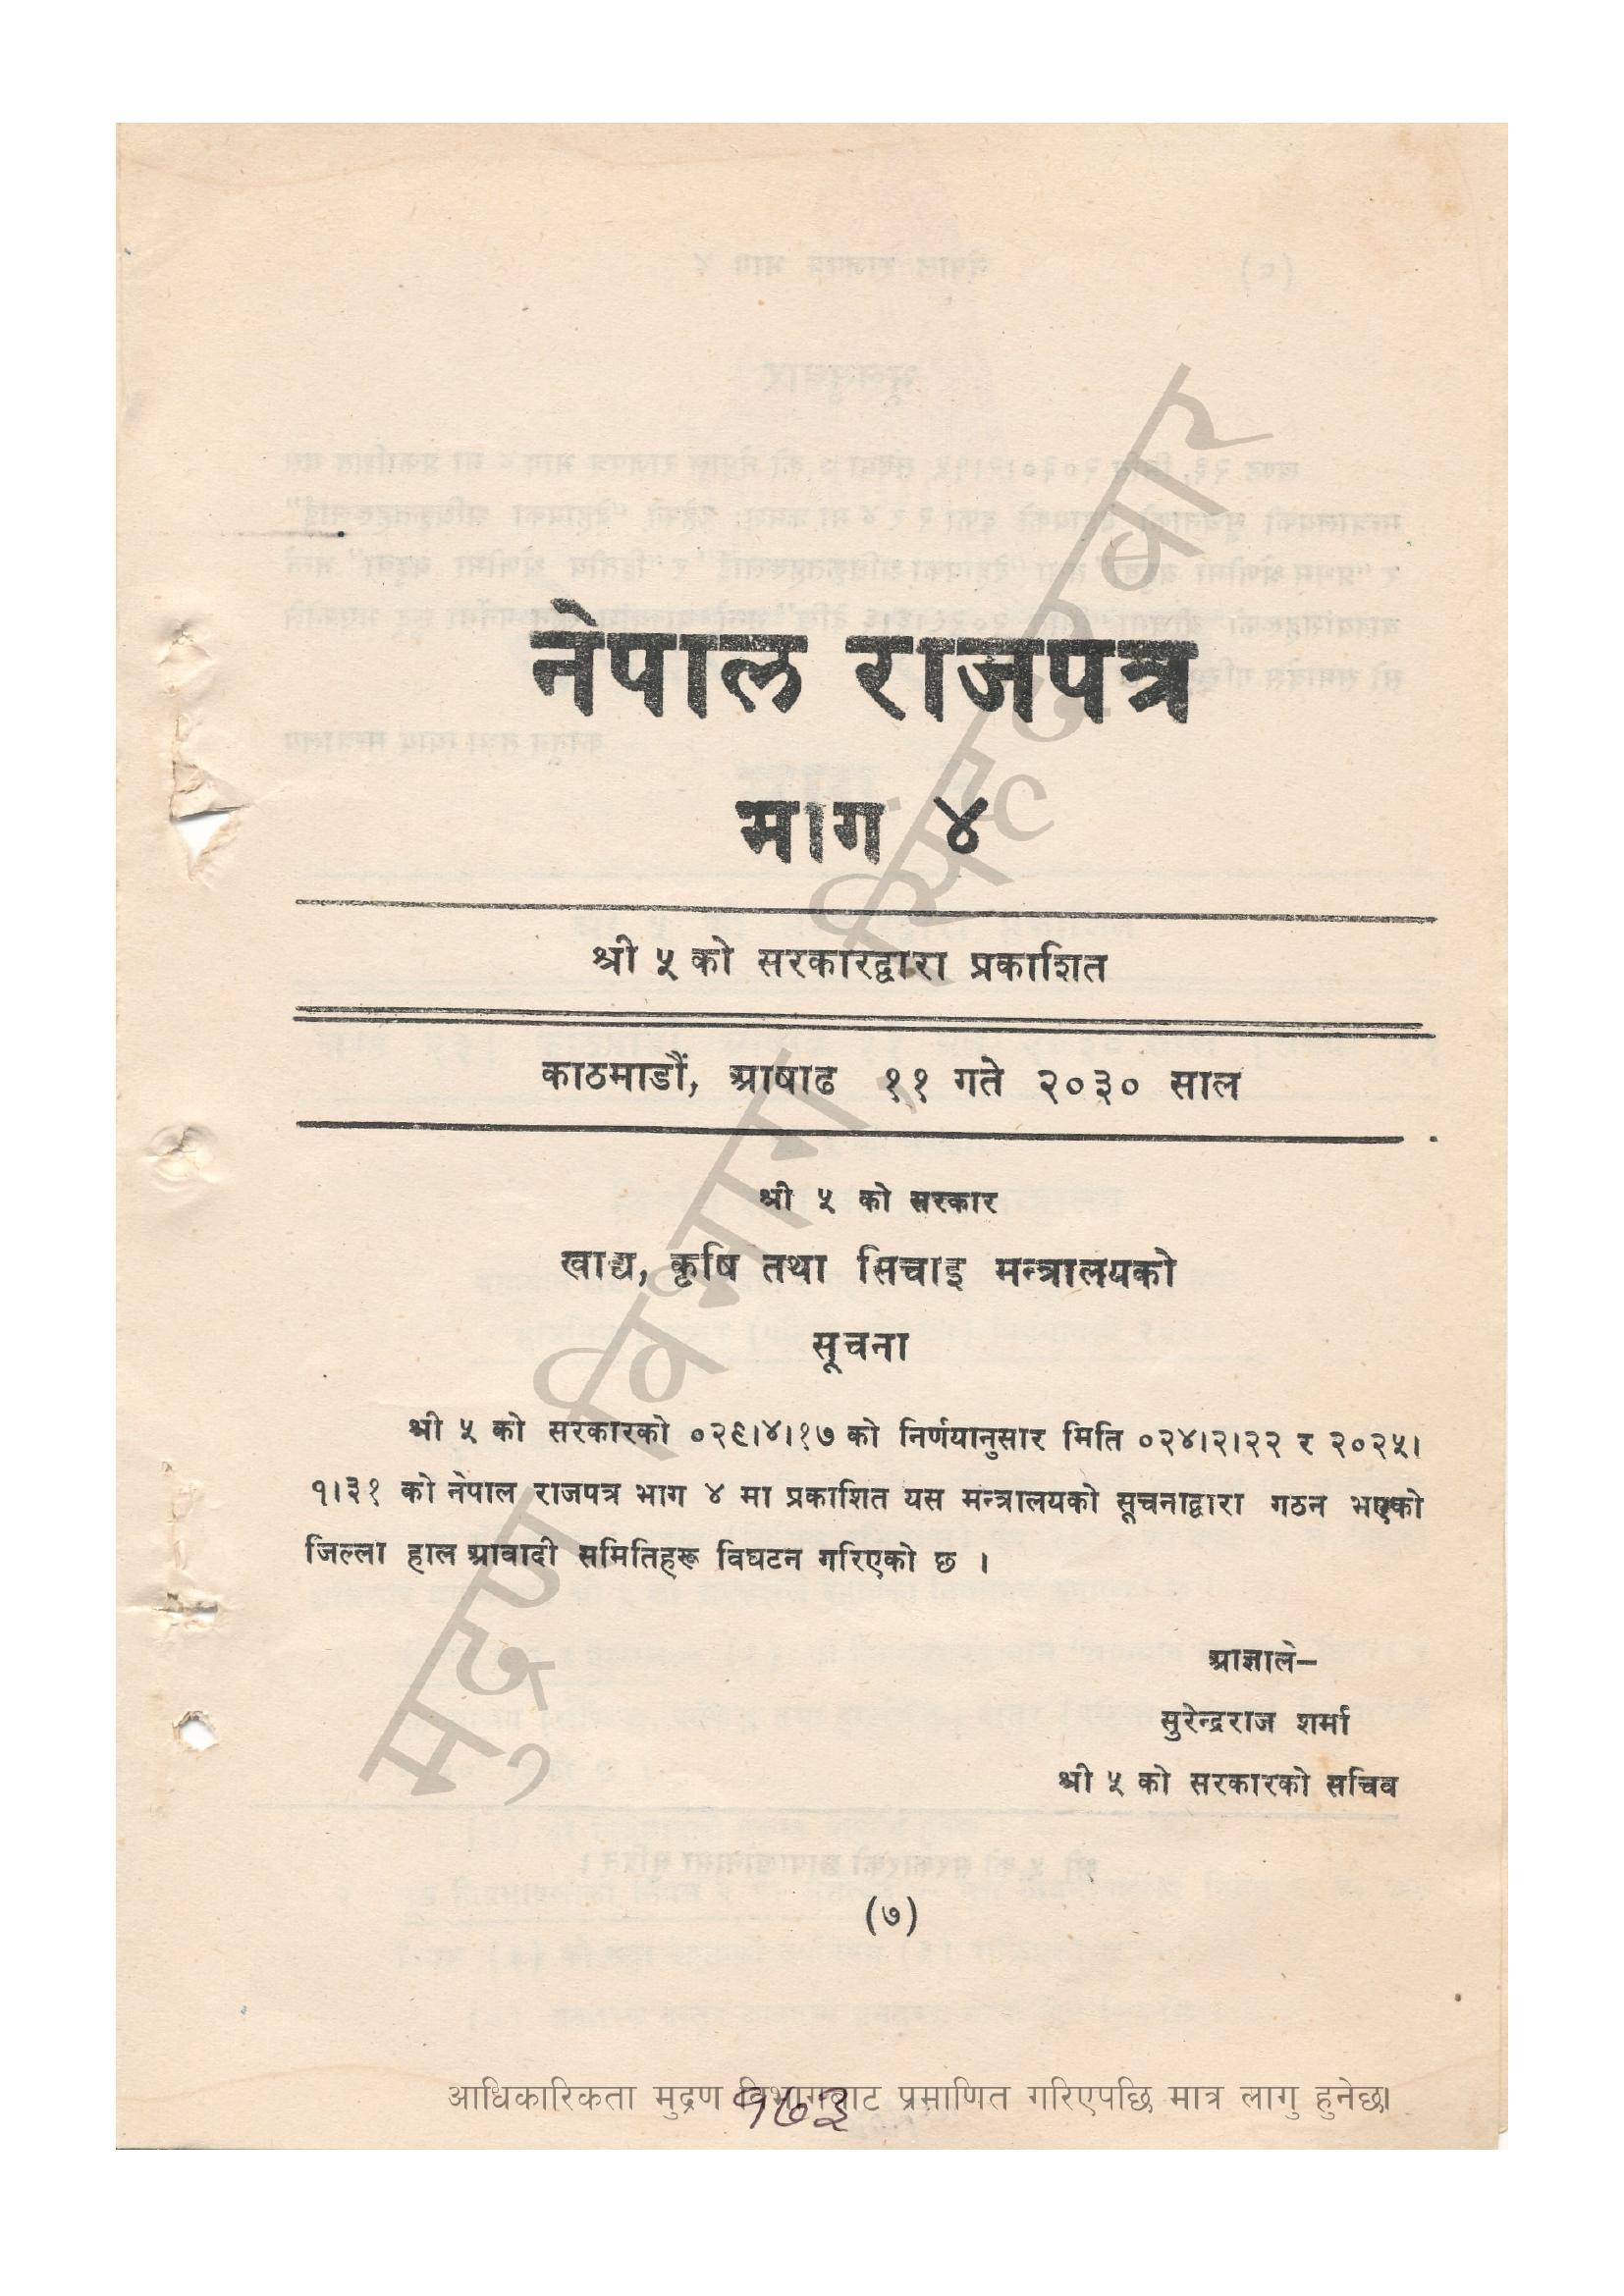 नेपाल राजपत्र
भाग ४
श्री ५ को सरकारद्वारा प्रकाशित
काठमाडौं, आषाढ ११ गते २०३० साल
श्री ५ को सरकार
खाद्य, कृषि तथा सिचाइ मन्त्रालयको
सूचना
श्री ५ को सरकारको ०२९।४।१७ को निर्णयानुसार मिति ०२४।२।२२ र २०२५।
१।३१ को नेपाल राजपत्र भाग ४ मा प्रकाशित यस मन्त्रालयको सूचनाद्वारा गठन भएको
जिल्ला हाल आवादी समितिहरू विघटन गरिएको छ ।
आज्ञाले—
सुरेन्द्रराज शर्मा
श्री ५ को सरकारको सचिव
(७)
मुद्रण विभाग,
आधिकारिकता मुद्रण विभागबाट प्रमाणित गरिएपछि मात्र लागु हुनेछ।
१७३